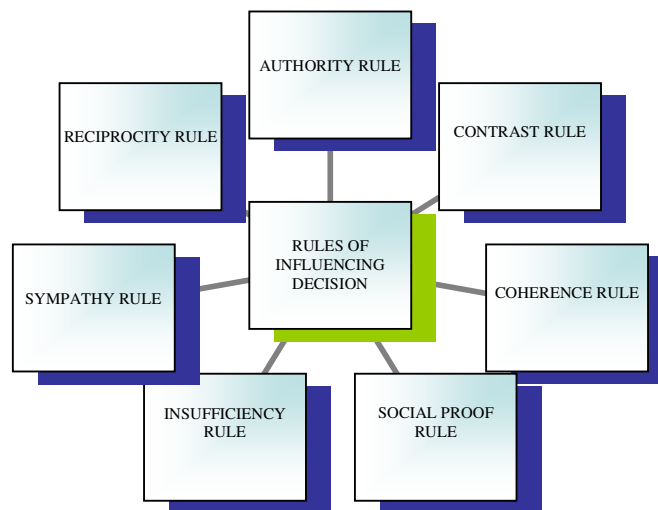 AUTHORITY RULE
RECIPROCITY RULE
CONTRAST RULE
RULES OF
INFLUENCING
DECISION
SYMPATHY RULE
COHERENCE RULE
INSUFFICIENCY
RULE
SOCIAL PROOF
RULE